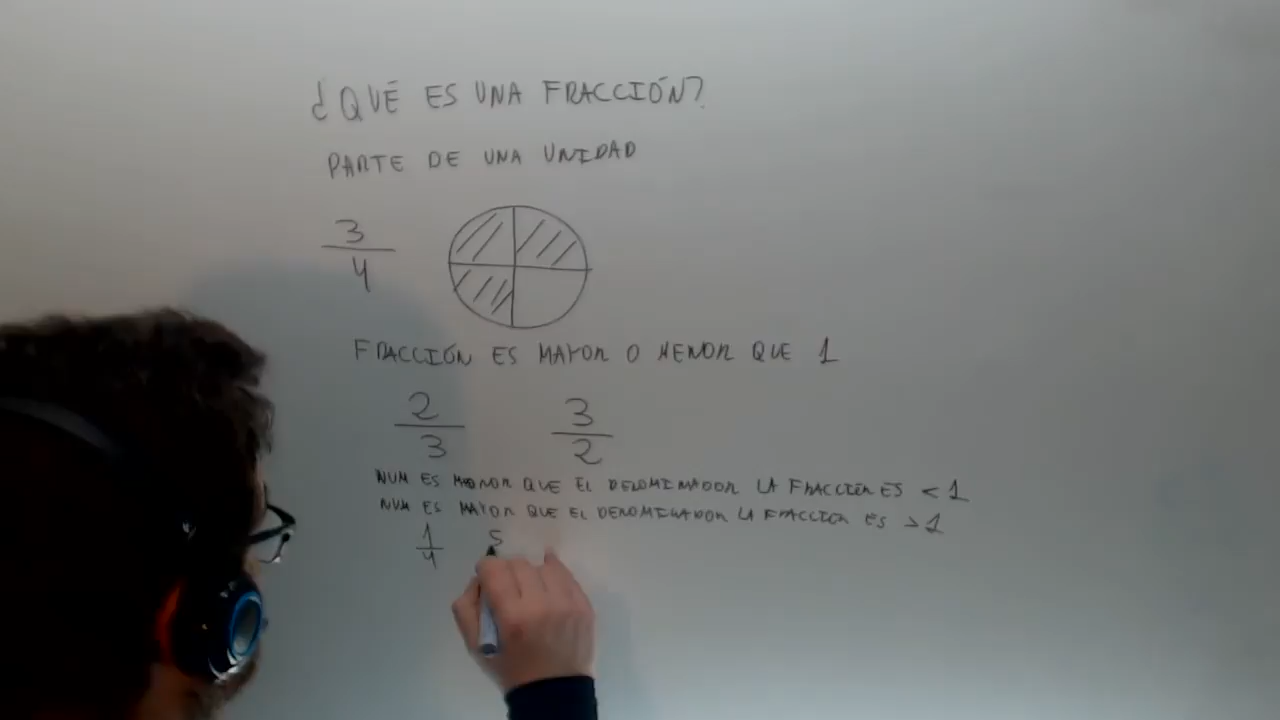 ¿QUÉ ES UNA FRACCIÓN?
PARTE DE UNA UNIDAD
3
4
FRACCIÓN ES MAYOR O MENOR QUE 1
2 3
3 2
NUM ES MENOR QUE EL DENOMINADOR LA FRACCIÓN ES < 1
NUM ES MAYOR QUE EL DENOMINADOR LA FRACCIÓN ES > 1
1 5
4